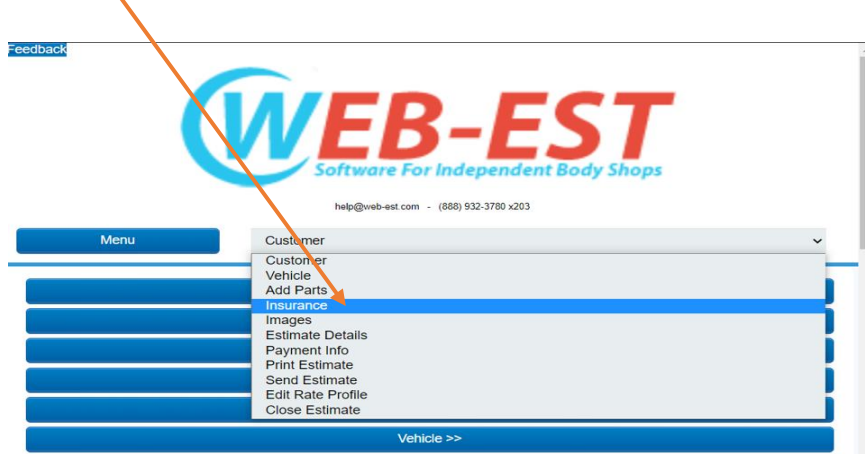 Feedback
WEB-EST
Software For Independent Body Shops
help@web-est.com - (888) 932-3780 x203
Menu
Customer
Customer
Vehicle
Add Parts
Insurance
Images
Estimate Details
Payment Info
Print Estimate
Send Estimate
Edit Rate Profile
Close Estimate
Vehicle >>